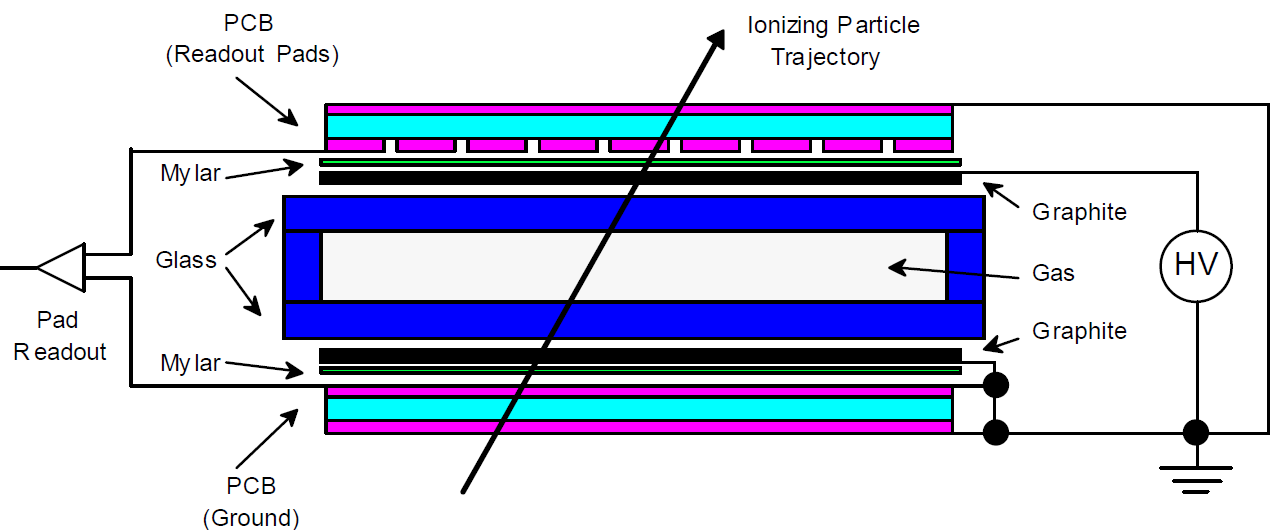 PCB
(Readout Pads)
Ionizing Particle
Trajectory
Mylar
Graphite
Glass
Gas
HV
Pad
Readout
Graphite
Mylar
PCB
(Ground)